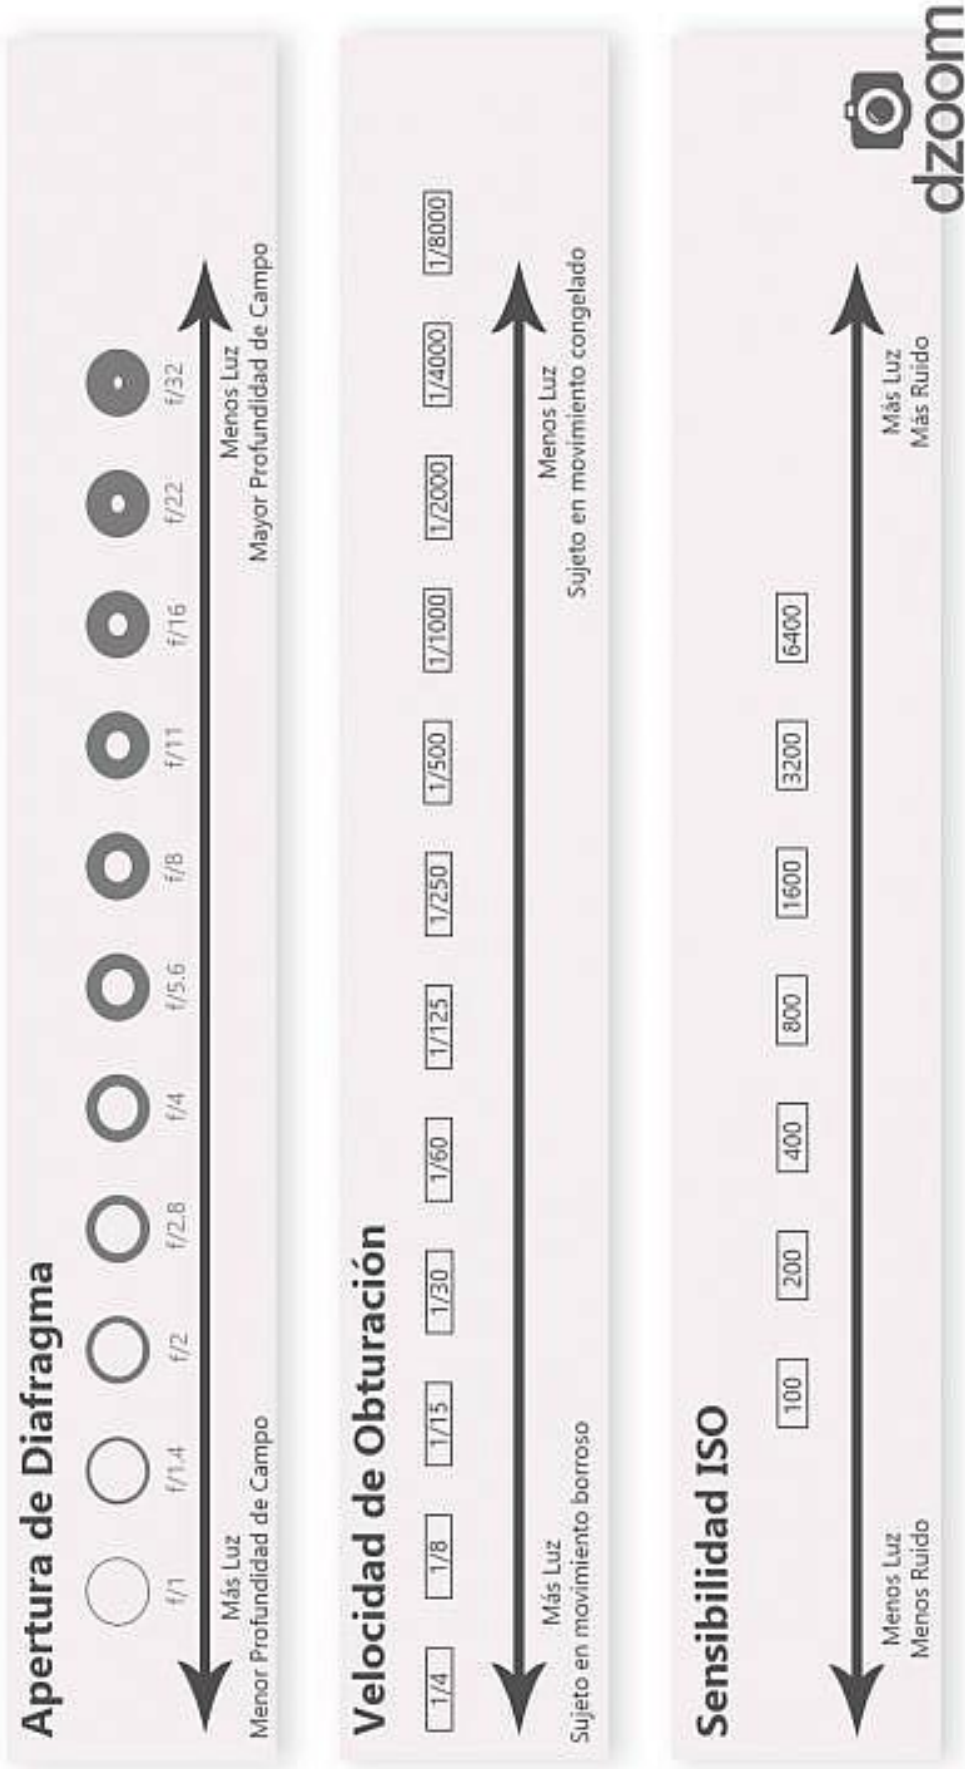 Apertura de Diafragma
f/1 f/1.4 f/2 f/2.8 f/4 f/5.6 f/8 f/11 f/16 f/22 f/32
Más Luz Menos Luz
Menor Profundidad de Campo Mayor Profundidad de Campo
Velocidad de Obturación
1/4 1/8 1/15 1/30 1/60 1/125 1/250 1/500 1/1000 1/2000 1/4000 1/8000
Más Luz Menos Luz
Sujeto en movimiento borroso Sujeto en movimiento congelado
Sensibilidad ISO
100 200 400 800 1600 3200 6400
Menos Luz Más Luz
Menos Ruido Más Ruido
dzoom